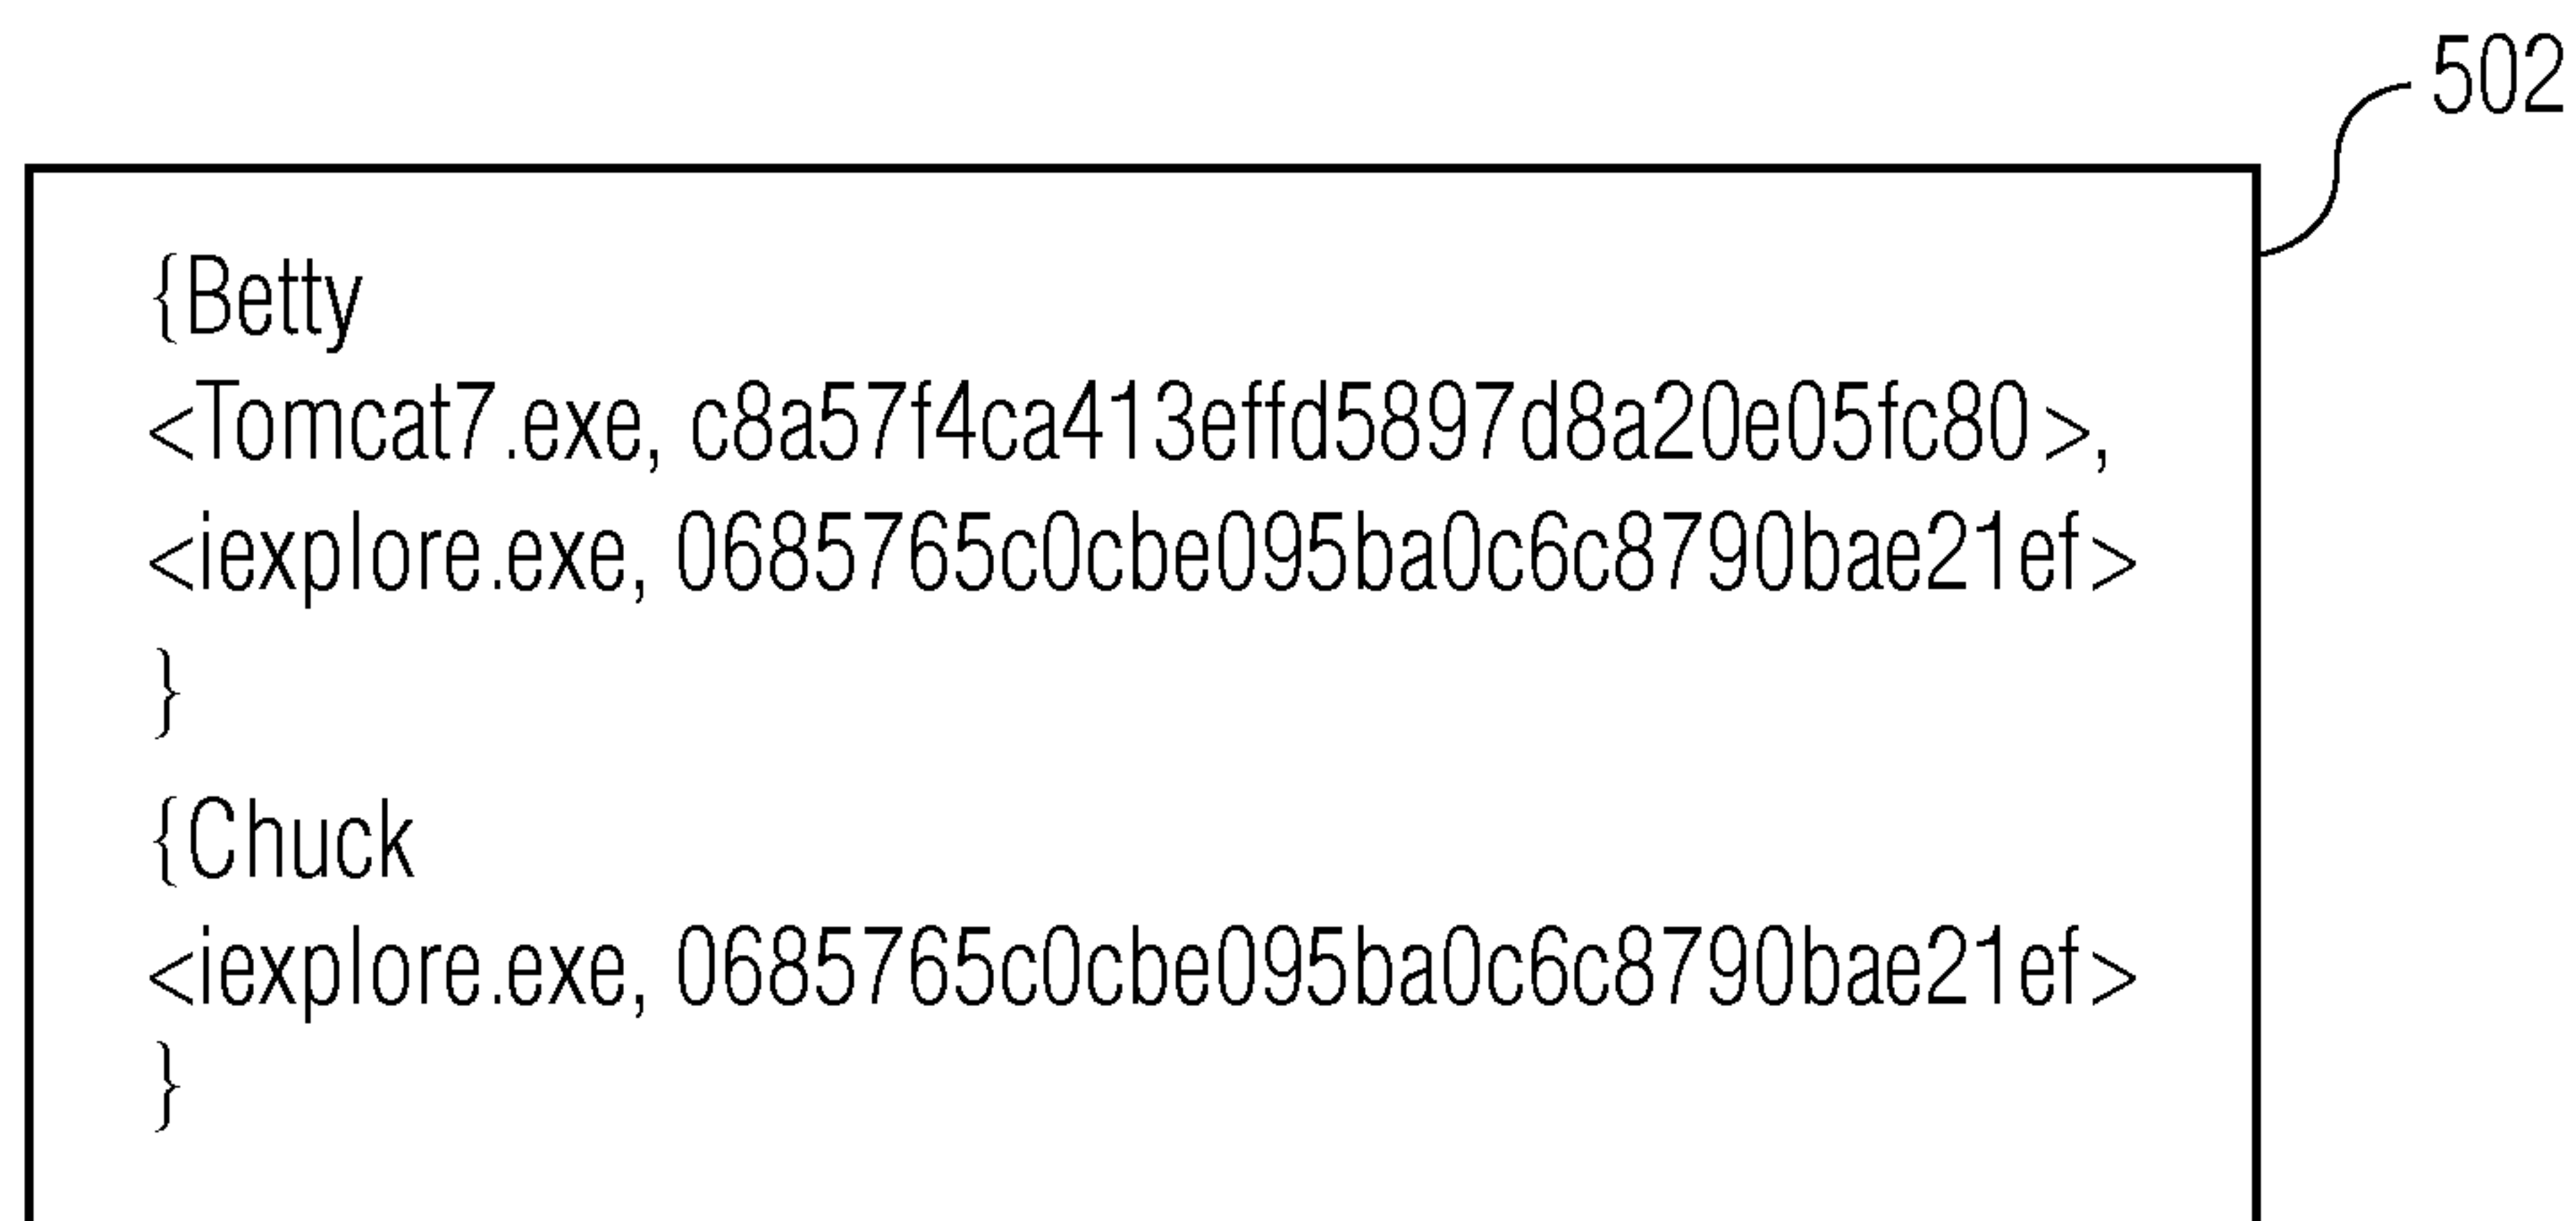 502
{Betty
<Tomcat7.exe, c8a57f4ca413effd5897d8a20e05fc80>,
<iexplore.exe, 0685765c0cbe095ba0c6c8790bae21ef>
}
{Chuck
<iexplore.exe, 0685765c0cbe095ba0c6c8790bae21ef>
}